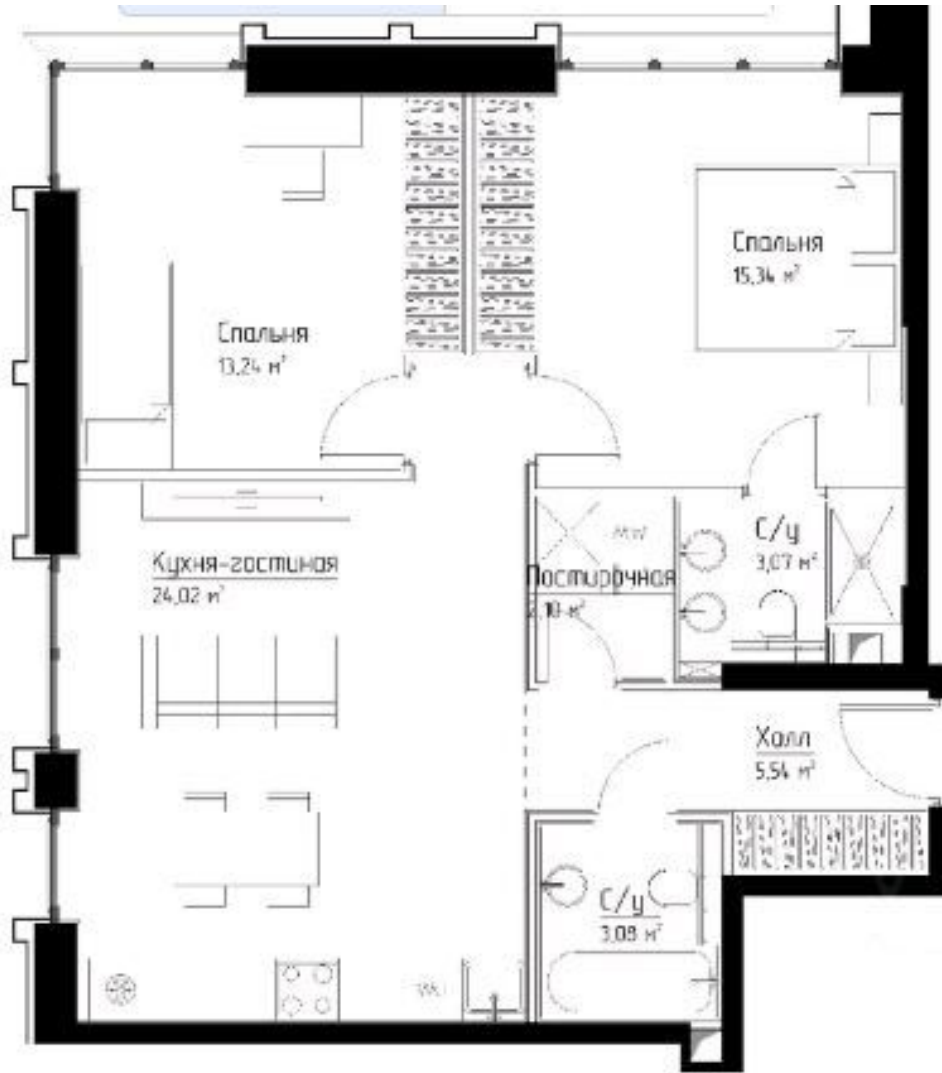 Спальня
15,34 м²
Спальня
13,24 м²
С/у
3,07 м²
Кухня-гостиная
24,02 м²
Постирочная
Холл
5,54 м²
С/у
3,08 м²